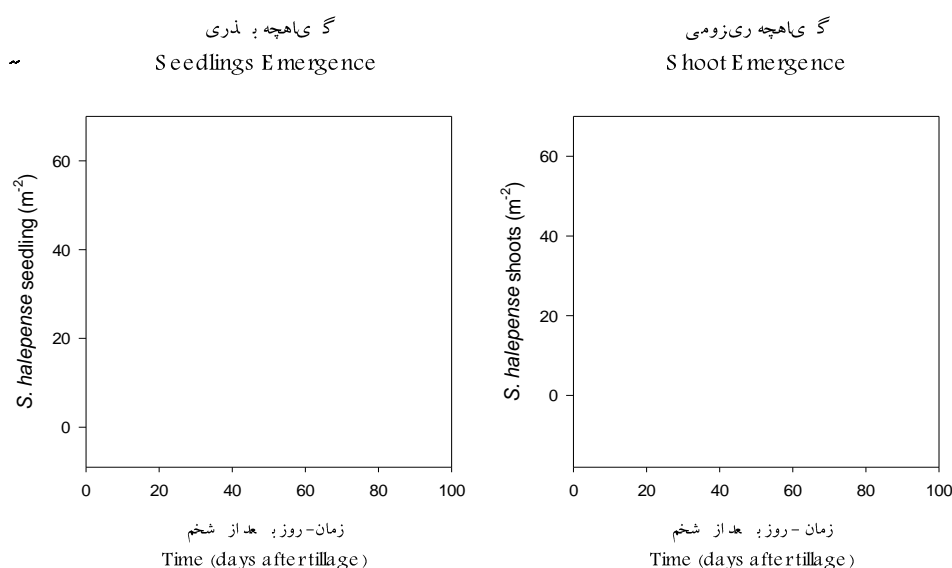 گیاهچه بذری
Seedlings Emergence
S. halepense seedling (m-2)
60
40
20
0
0 20 40 60 80 100
زمان-روز بعد از شخم
Time (days after tillage)
گیاهچه ریزومی
Shoot Emergence
S. halepense shoots (m-2)
60
40
20
0
0 20 40 60 80 100
زمان - روز بعد از شخم
Time (days after tillage)